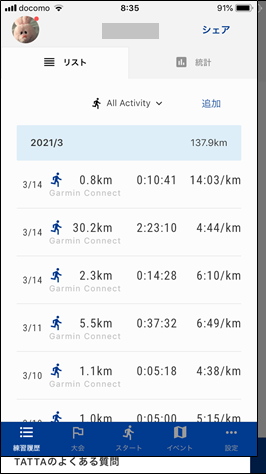 docomo 8:35 91%
シェア
リスト 統計
All Activity 追加
2021/3 137.9km
3/14 0.8km 0:10:41 14:03/km
Garmin Connect
3/14 30.2km 2:23:10 4:44/km
Garmin Connect
3/14 2.3km 0:14:28 6:10/km
Garmin Connect
3/11 5.5km 0:37:32 6:49/km
Garmin Connect
3/10 1.1km 0:05:18 4:38/km
Garmin Connect
1.0km 0:05:00 5:15/km
練習履歴 大会 スタート イベント 設定
TATTAのよくある質問